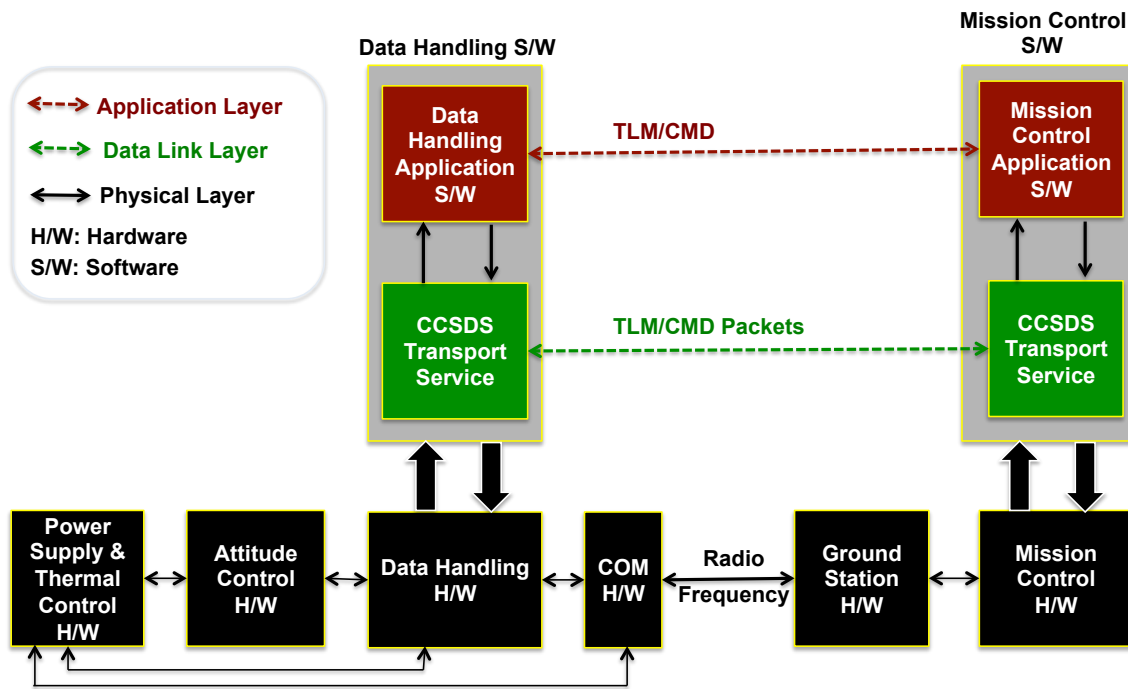 Data Handling S/W
Mission Control
S/W
Application Layer
Data Link Layer
Physical Layer
H/W: Hardware
S/W: Software
Data
Handling
Application
S/W
TLM/CMD
Mission
Control
Application
S/W
CCSDS
Transport
Service
TLM/CMD Packets
CCSDS
Transport
Service
Power
Supply &
Thermal
Control
H/W
Attitude
Control
H/W
Data Handling
H/W
COM
H/W
Radio
Frequency
Ground
Station
H/W
Mission
Control
H/W